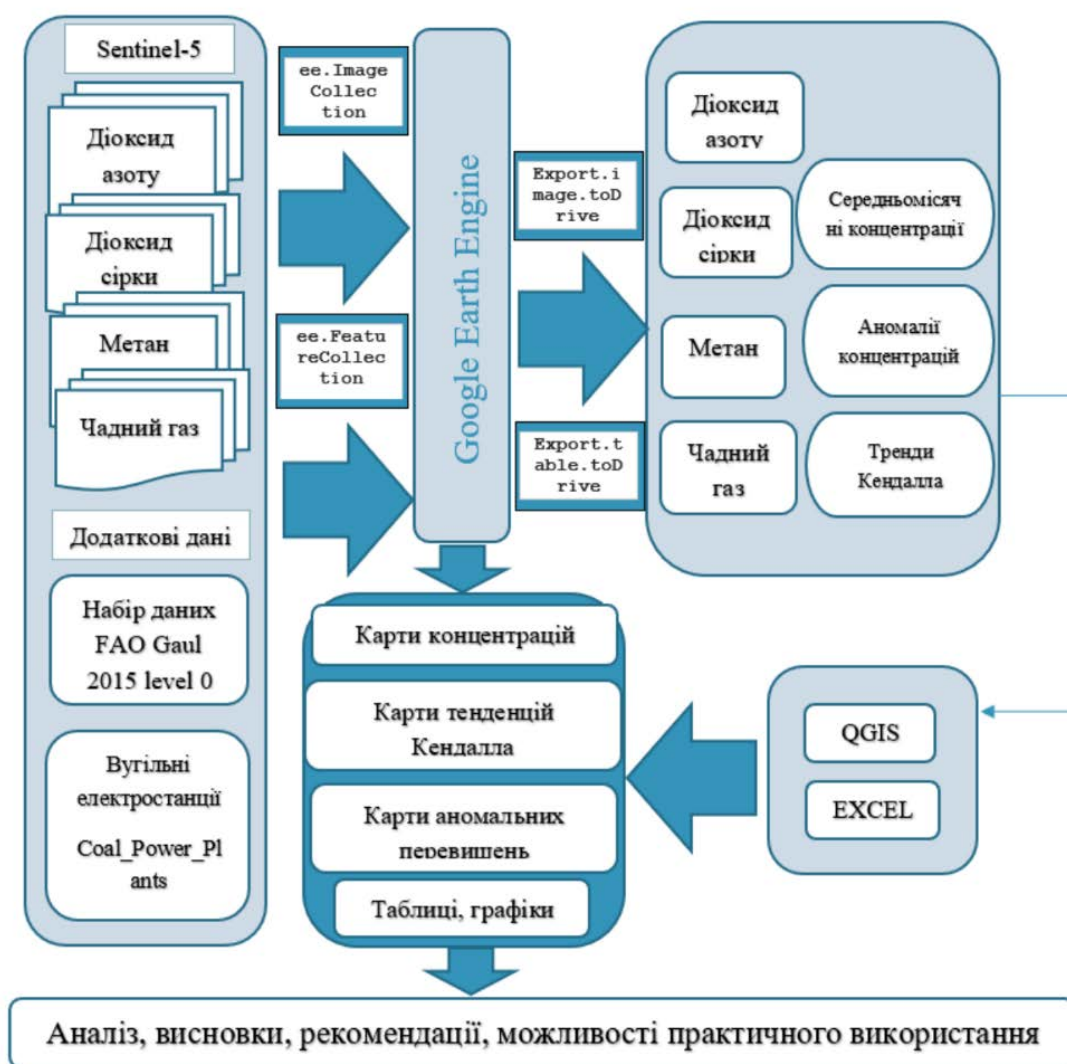 Sentinel-5
Діоксид
азоту
Діоксид
сірки
Метан
Чадний газ
Додаткові дані
Набір даних
FAO Gaul
2015 level 0
Вугільні
електростанції
Coal_Power_Pl
ants
ee.Image
Collec
tion
ee.Featu
reCollec
tion
Google Earth Engine
Export.i
mage.toD
rive
Export.t
able.toD
rive
Діоксид
азоту
Діоксид
сірки
Метан
Чадний
газ
Середньомісяч
ні концентрації
Аномалії
концентрацій
Тренди
Кендалла
Карти концентрацій
Карти тенденцій
Кендалла
Карти аномальних
перевишень
Таблиці, графіки
QGIS
EXCEL
Аналіз, висновки, рекомендації, можливості практичного використання